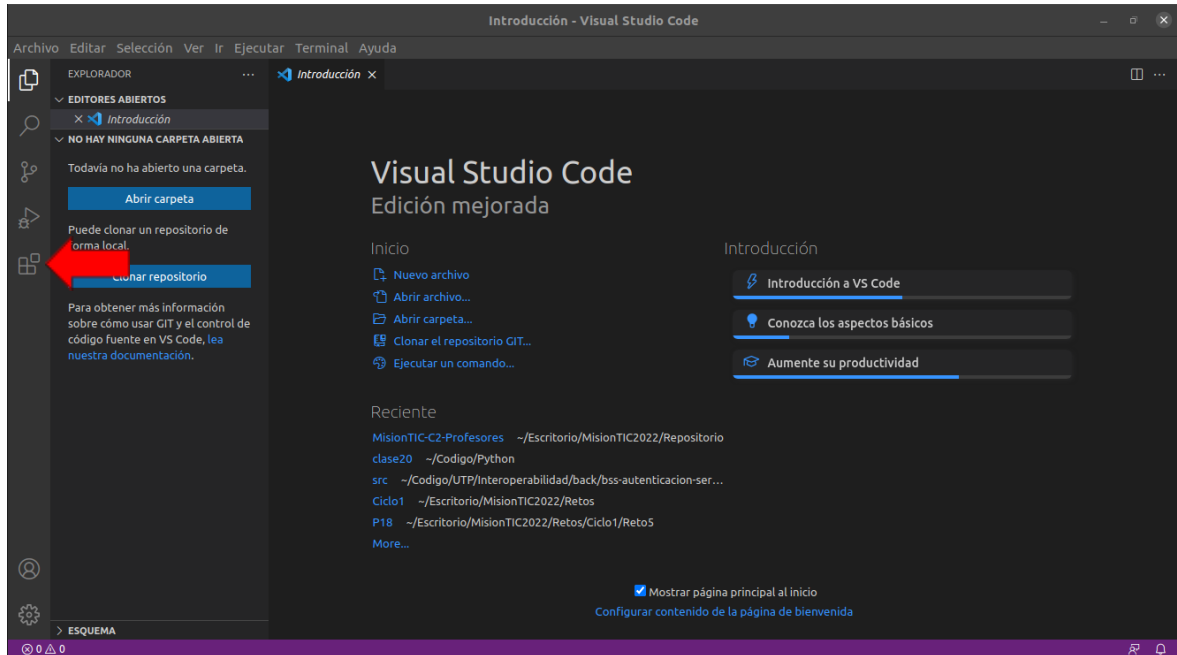 Introducción - Visual Studio Code
Archivo Editar Selección Ver Ir Ejecutar Terminal Ayuda
EXPLORADOR
Introducción
EDITORES ABIERTOS
Introducción
NO HAY NINGUNA CARPETA ABIERTA
Todavía no ha abierto una carpeta.
Abrir carpeta
Puede clonar un repositorio de
forma local.
Clonar repositorio
Para obtener más información
sobre cómo usar GIT y el control de
código fuente en VS Code, lea
nuestra documentación.
ESQUEMA
Visual Studio Code
Edición mejorada
Inicio
Nuevo archivo
Abrir archivo...
Abrir carpeta...
Clonar el repositorio GIT...
Ejecutar un comando...
Reciente
MisionTIC-C2-Profesores ~/Escritorio/MisionTIC2022/Repositorio
clase20 ~/Codigo/Python
src ~/Codigo/UTP/Interoperabilidad/back/bss-autenticacion-ser...
Ciclo1 ~/Escritorio/MisionTIC2022/Retos
P18 ~/Escritorio/MisionTIC2022/Retos/Ciclo1/Reto5
More...
Introducción
Introducción a VS Code
Conozca los aspectos básicos
Aumente su productividad
Mostrar página principal al inicio
Configurar contenido de la página de bienvenida
0 0